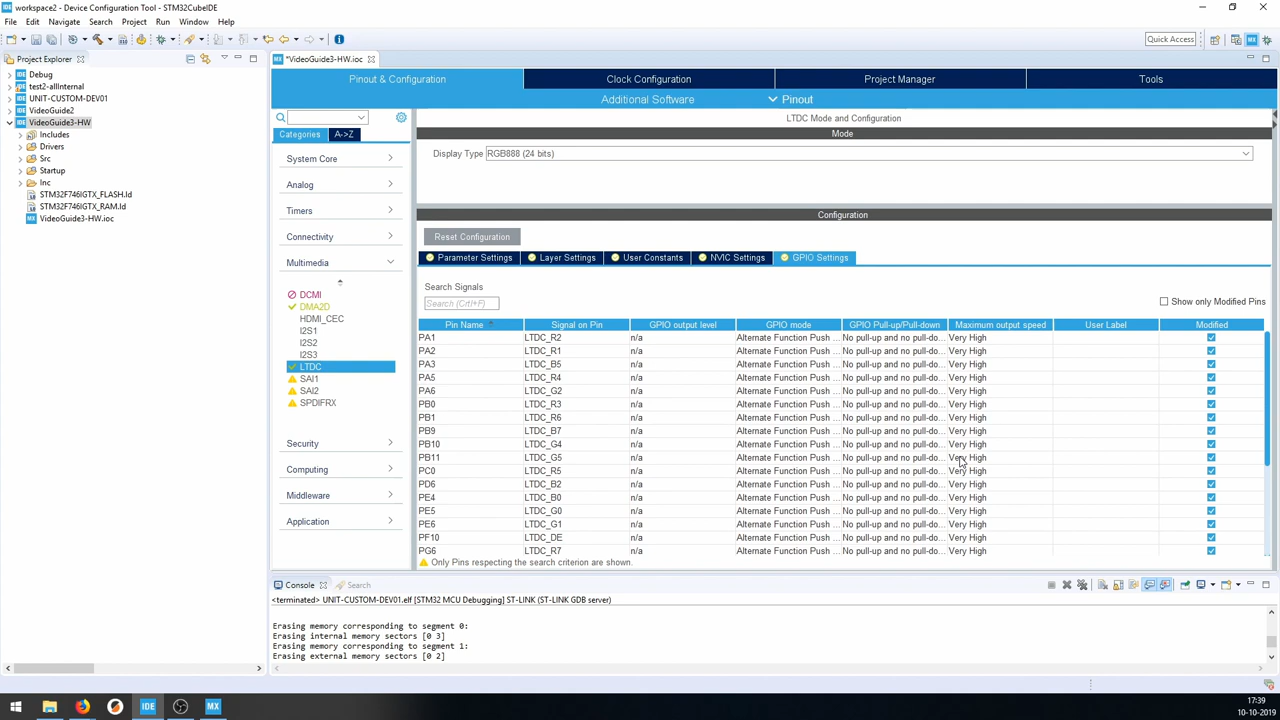 workspace2 - Device Configuration Tool - STM32CubeIDE
File Edit Navigate Search Project Run Window Help
Quick Access
Project Explorer
*VideoGuide3-HW.ioc
Debug
test2-allInternal
UNIT-CUSTOM-DEV01
VideoGuide2
VideoGuide3-HW
Includes
Drivers
Src
Startup
Inc
STM32F746IGTX_FLASH.ld
STM32F746IGTX_RAM.ld
VideoGuide3-HW.ioc
Pinout & Configuration
Clock Configuration
Project Manager
Tools
Additional Software
Pinout
Categories
A->Z
System Core
Analog
Timers
Connectivity
Multimedia
DCMI
DMA2D
HDMI_CEC
I2S1
I2S2
I2S3
LTDC
SAI1
SAI2
SPDIFRX
Security
Computing
Middleware
Application
LTDC Mode and Configuration
Mode
Display Type RGB888 (24 bits)
Configuration
Reset Configuration
Parameter Settings
Layer Settings
User Constants
NVIC Settings
GPIO Settings
Search Signals
Search (Crtl+F)
Show only Modified Pins
Pin Name Signal on Pin GPIO output level GPIO mode GPIO Pull-up/Pull-down Maximum output speed User Label Modified
PA1 LTDC_R2 n/a Alternate Function Push ... No pull-up and no pull-do... Very High
PA2 LTDC_R1 n/a Alternate Function Push ... No pull-up and no pull-do... Very High
PA3 LTDC_B5 n/a Alternate Function Push ... No pull-up and no pull-do... Very High
PA5 LTDC_R4 n/a Alternate Function Push ... No pull-up and no pull-do... Very High
PA6 LTDC_G2 n/a Alternate Function Push ... No pull-up and no pull-do... Very High
PB0 LTDC_R3 n/a Alternate Function Push ... No pull-up and no pull-do... Very High
PB1 LTDC_R6 n/a Alternate Function Push ... No pull-up and no pull-do... Very High
PB9 LTDC_B7 n/a Alternate Function Push ... No pull-up and no pull-do... Very High
PB10 LTDC_G4 n/a Alternate Function Push ... No pull-up and no pull-do... Very High
PB11 LTDC_G5 n/a Alternate Function Push ... No pull-up and no pull-do... Very High
PC0 LTDC_R5 n/a Alternate Function Push ... No pull-up and no pull-do... Very High
PD6 LTDC_B2 n/a Alternate Function Push ... No pull-up and no pull-do... Very High
PE4 LTDC_B0 n/a Alternate Function Push ... No pull-up and no pull-do... Very High
PE5 LTDC_G0 n/a Alternate Function Push ... No pull-up and no pull-do... Very High
PE6 LTDC_G1 n/a Alternate Function Push ... No pull-up and no pull-do... Very High
PF10 LTDC_DE n/a Alternate Function Push ... No pull-up and no pull-do... Very High
PG6 LTDC_R7 n/a Alternate Function Push ... No pull-up and no pull-do... Very High
Only Pins respecting the search criterion are shown.
Console
Search
<terminated> UNIT-CUSTOM-DEV01.elf [STM32 MCU Debugging] ST-LINK (ST-LINK GDB server)
Erasing memory corresponding to segment 0:
Erasing internal memory sectors [0 3]
Erasing memory corresponding to segment 1:
Erasing external memory sectors [0 2]
IDE
MX
17:39
10-10-2019